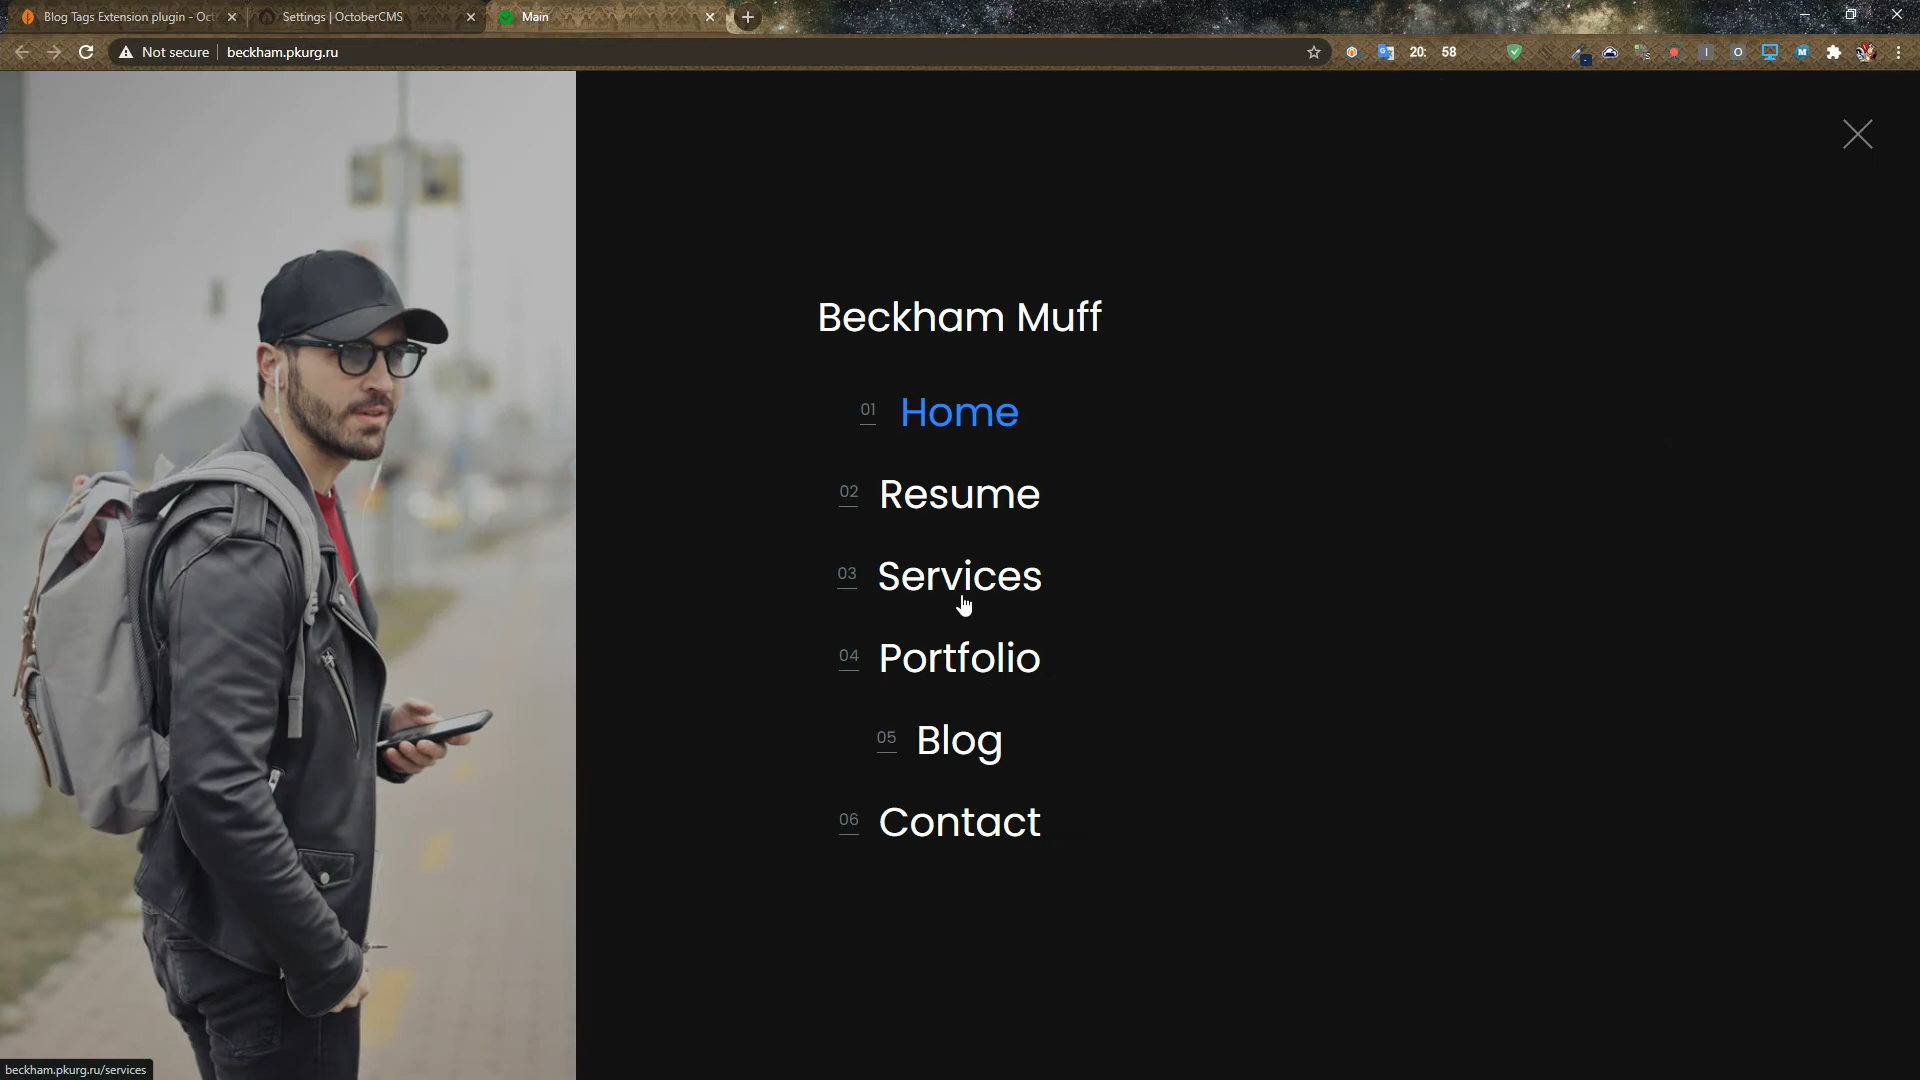 Blog Tags Extension plugin - Oct
Settings | OctoberCMS
Main
Not secure
beckham.pkurg.ru
20: 58
Beckham Muff
01 Home
02 Resume
03 Services
04 Portfolio
05 Blog
06 Contact
beckham.pkurg.ru/services